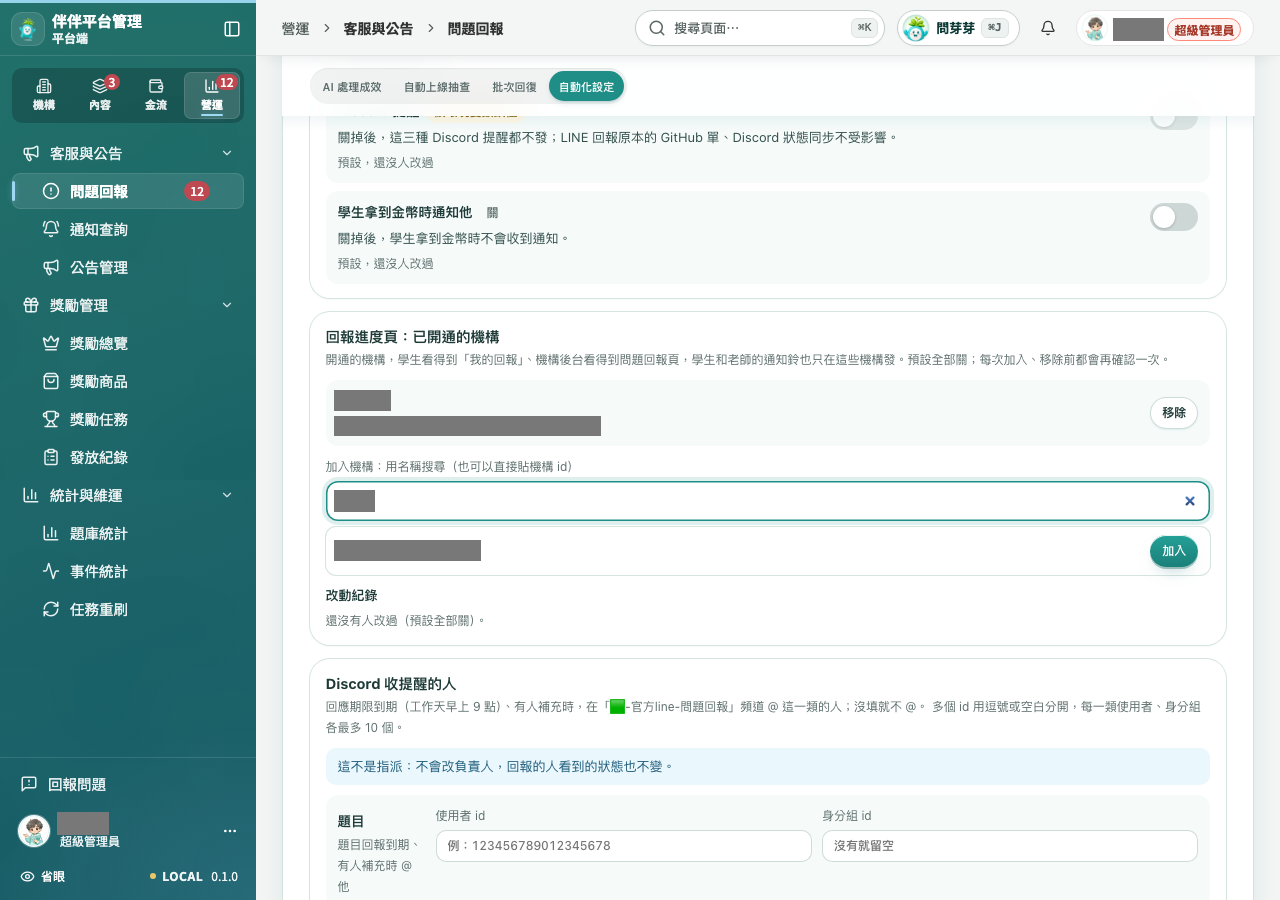 伴伴平台管理
平台端
營運
客服與公告
問題回報
搜尋頁面…
⌘K
問芽芽
⌘J
超級管理員
機構
內容
3
金流
營運
12
客服與公告
問題回報
12
通知查詢
公告管理
獎勵管理
獎勵總覽
獎勵商品
獎勵任務
發放紀錄
統計與維運
題庫統計
事件統計
任務重刷
回報問題
超級管理員
省眼
LOCAL 0.1.0
AI 處理成效
自動上線抽查
批次回復
自動化設定
關掉後，這三種 Discord 提醒都不發；LINE 回報原本的 GitHub 單、Discord 狀態同步不受影響。
預設，還沒人改過
學生拿到金幣時通知他 關
關掉後，學生拿到金幣時不會收到通知。
預設，還沒人改過
回報進度頁：已開通的機構
開通的機構，學生看得到「我的回報」、機構後台看得到問題回報頁，學生和老師的通知鈴也只在這些機構發。預設全部關；每次加入、移除前都會再確認一次。
移除
加入機構：用名稱搜尋（也可以直接貼機構 id）
加入
改動紀錄
還沒有人改過（預設全部關）。
Discord 收提醒的人
回應期限到期（工作天早上 9 點）、有人補充時，在「🟩-官方line-問題回報」頻道 @ 這一類的人；沒填就不 @。 多個 id 用逗號或空白分開，每一類使用者、身分組
各最多 10 個。
這不是指派：不會改負責人，回報的人看到的狀態也不變。
題目
題目回報到期、
有人補充時 @
他
使用者 id
例：123456789012345678
身分組 id
沒有就留空